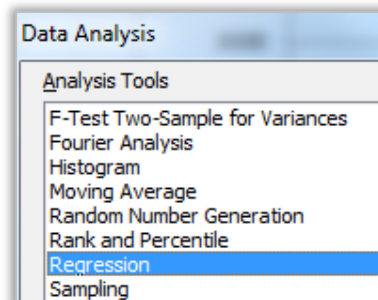 Data Analysis
Analysis Tools
F-Test Two-Sample for Variances
Fourier Analysis
Histogram
Moving Average
Random Number Generation
Rank and Percentile
Regression
Sampling